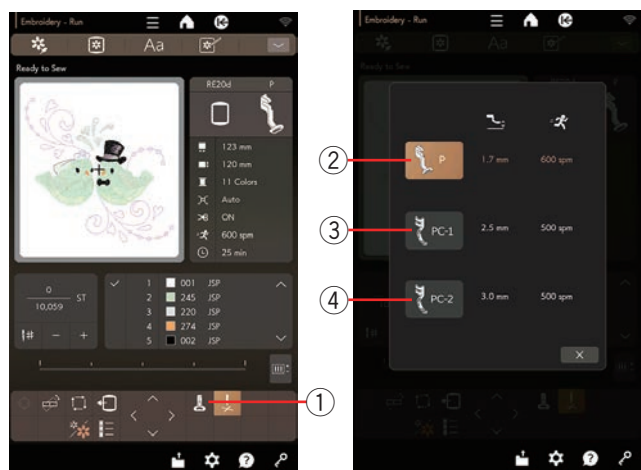 Embroidery - Run
Aa
Ready to Sew
RE20d P
123 mm
120 mm
11 Colors
Auto
ON
600 spm
25 min
0
10,059
ST
- +
1 001 JSP
2 245 JSP
3 220 JSP
4 274 JSP
5 002 JSP
1
Embroidery - Run
Aa
Ready to Sew
2
P 1.7 mm 600 spm
3
PC-1 2.5 mm 500 spm
4
PC-2 3.0 mm 500 spm
X